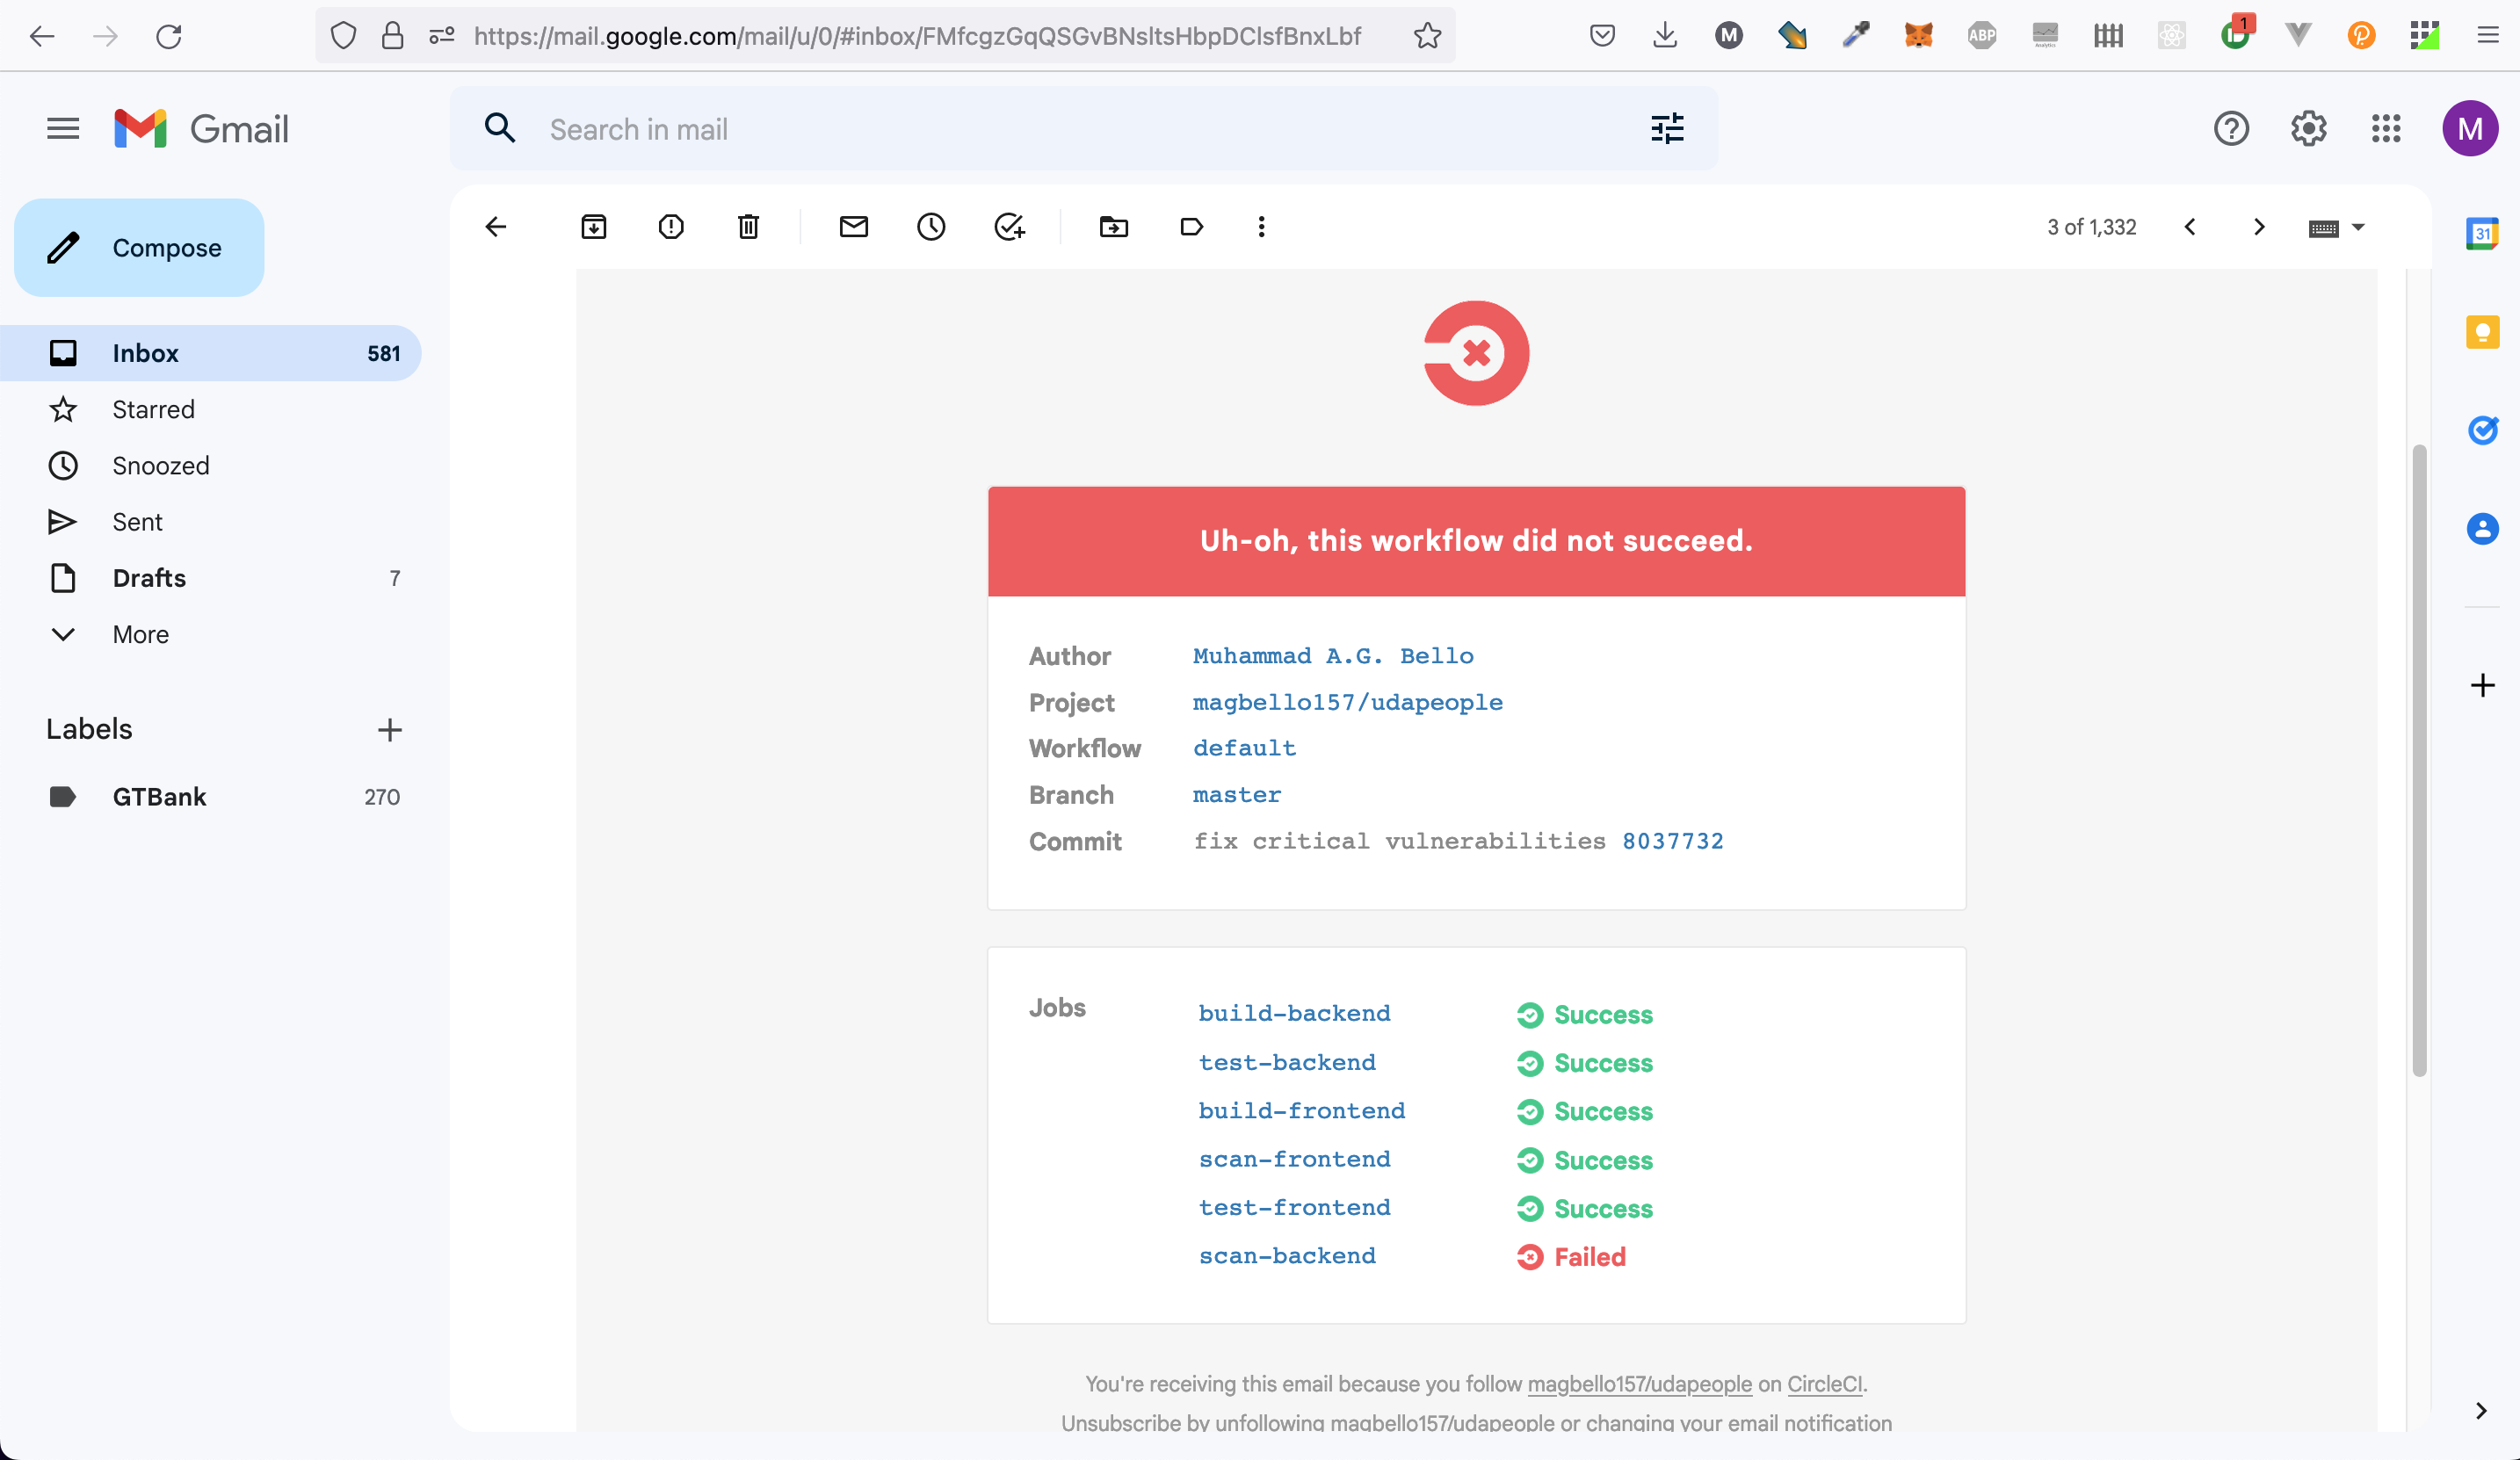 https://mail.google.com/mail/u/0/#inbox/FMfcgzGqQSGvBNsltsHbpDClsfBnxLbf
M
ABP
Analytics
1
Gmail
Search in mail
M
Compose
3 of 1,332
31
Inbox 581
Starred
Snoozed
Sent
Drafts 7
More
Labels
GTBank 270
Uh-oh, this workflow did not succeed.
Author Muhammad A.G. Bello
Project magbello157/udapeople
Workflow default
Branch master
Commit fix critical vulnerabilities 8037732
Jobs
build-backend Success
test-backend Success
build-frontend Success
scan-frontend Success
test-frontend Success
scan-backend Failed
You're receiving this email because you follow magbello157/udapeople on CircleCI.
Unsubscribe by unfollowing magbello157/udapeople or changing your email notification